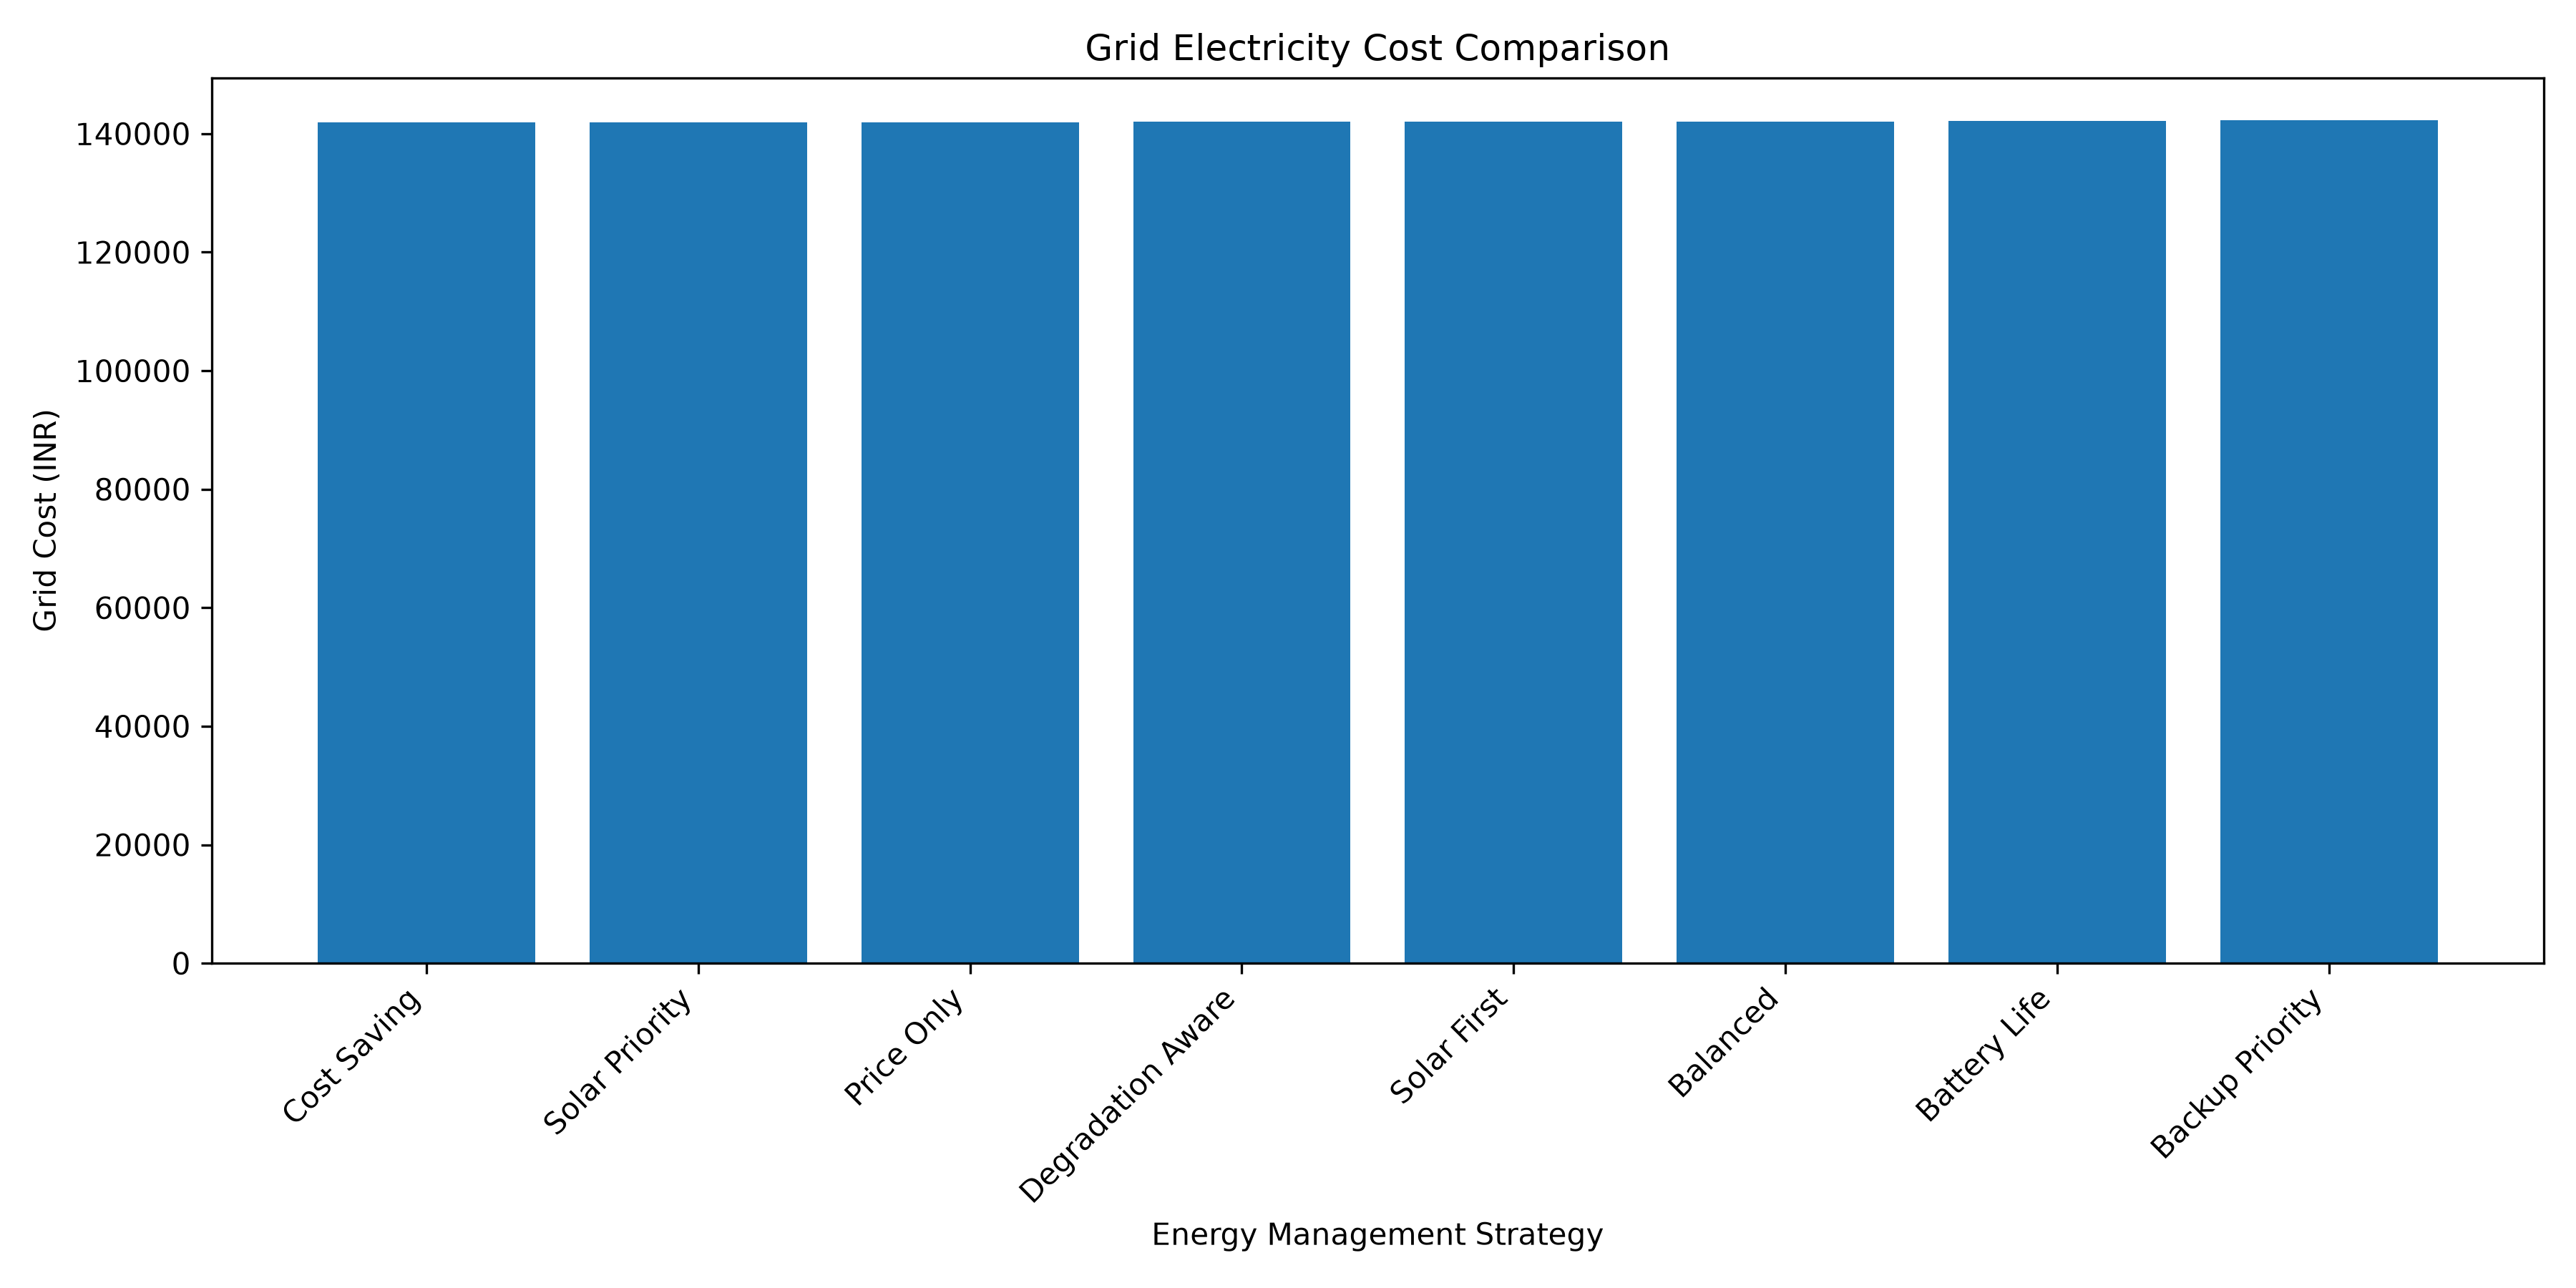 Grid Electricity Cost Comparison
140000
120000
100000
80000
60000
40000
20000
0
Grid Cost (INR)
Cost Saving
Solar Priority
Price Only
Degradation Aware
Solar First
Balanced
Battery Life
Backup Priority
Energy Management Strategy